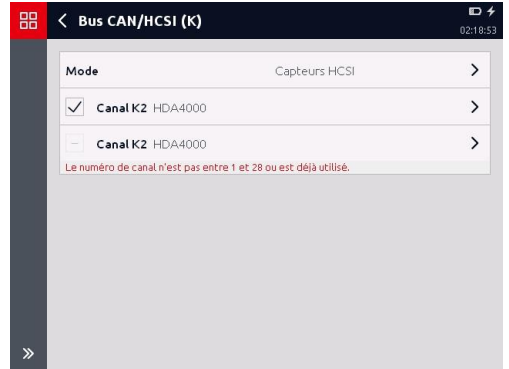 Bus CAN/HCSI (K)
02:18:53
Mode Capteurs HCSI
Canal K2 HDA4000
Canal K2 HDA4000
Le numéro de canal n'est pas entre 1 et 28 ou est déjà utilisé.